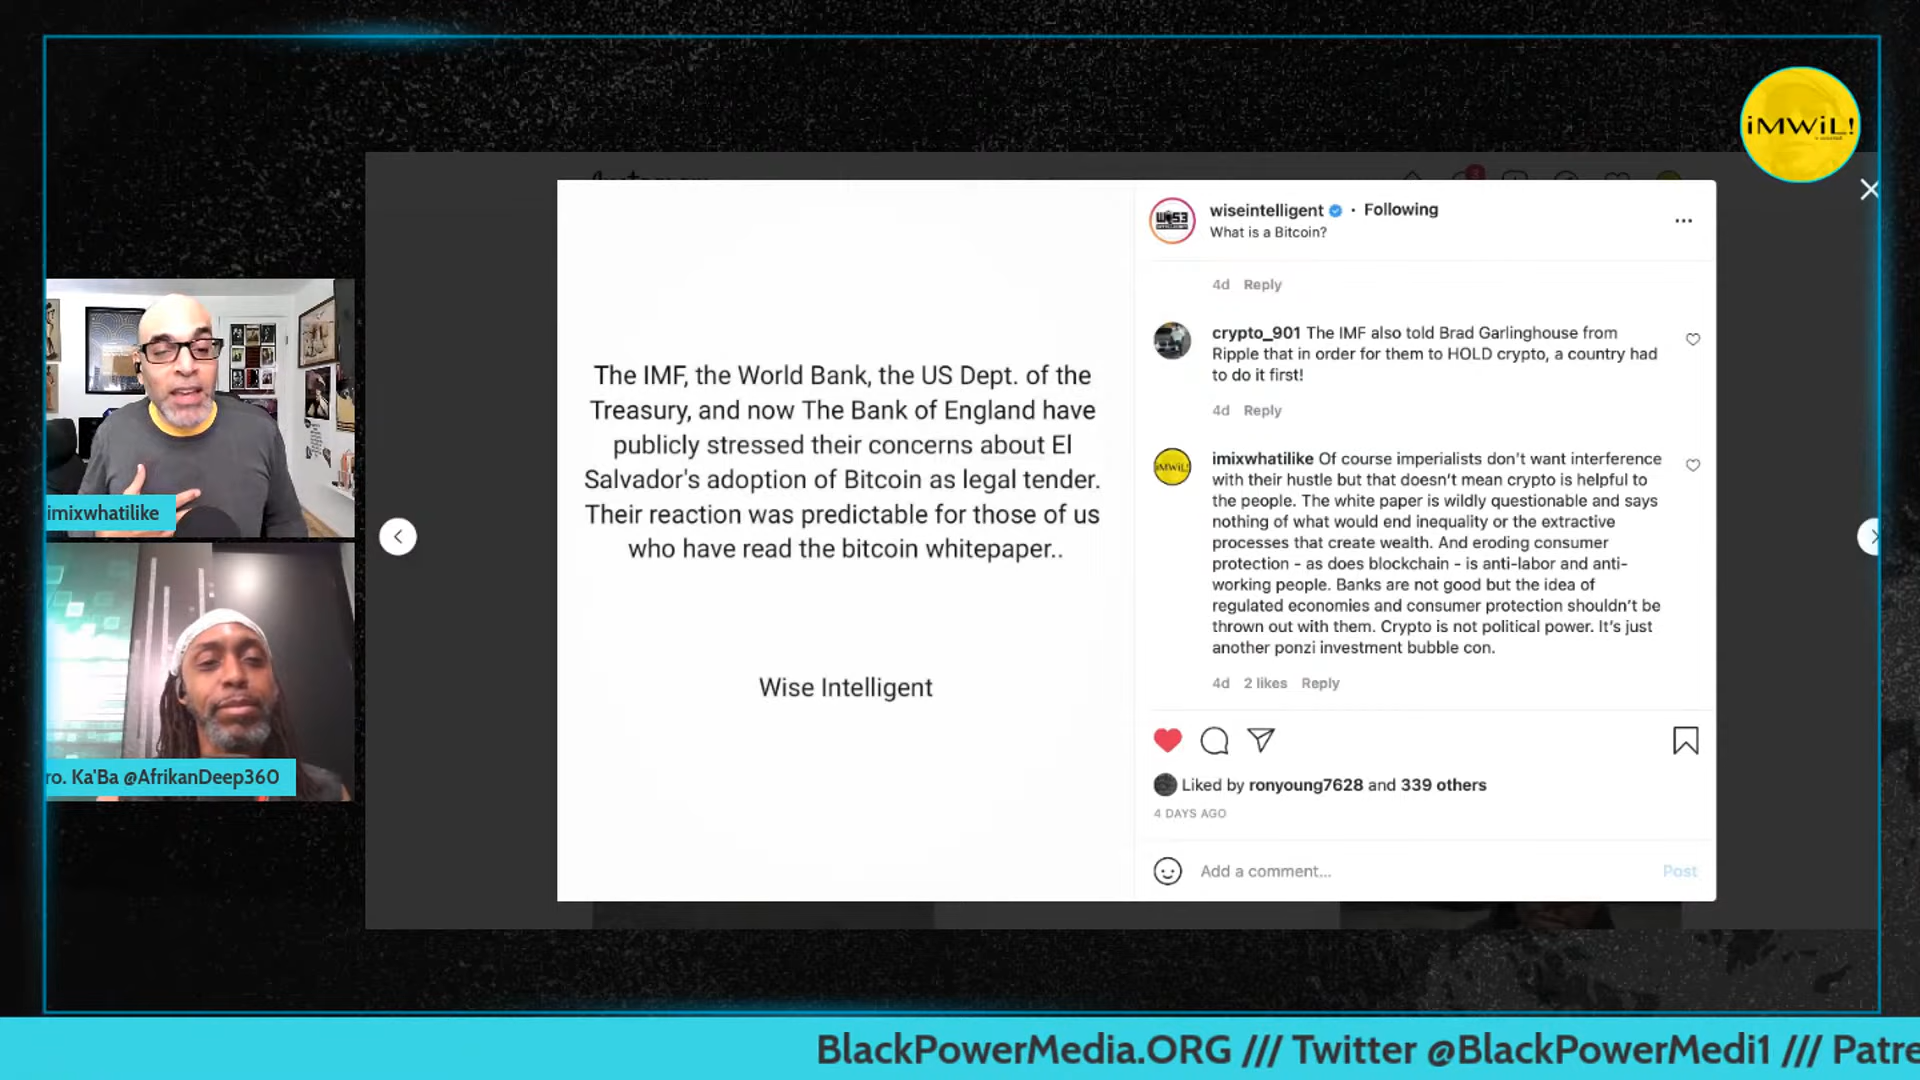 iMWiL!
wiseintelligent · Following
What is a Bitcoin?
4d Reply
crypto_901 The IMF also told Brad Garlinghouse from
Ripple that in order for them to HOLD crypto, a country had
to do it first!
4d Reply
The IMF, the World Bank, the US Dept. of the
Treasury, and now The Bank of England have
publicly stressed their concerns about El
Salvador's adoption of Bitcoin as legal tender.
Their reaction was predictable for those of us
who have read the bitcoin whitepaper..
Wise Intelligent
imixwhatilike Of course imperialists don't want interference
with their hustle but that doesn't mean crypto is helpful to
the people. The white paper is wildly questionable and says
nothing of what would end inequality or the extractive
processes that create wealth. And eroding consumer
protection - as does blockchain - is anti-labor and anti-
working people. Banks are not good but the idea of
regulated economies and consumer protection shouldn't be
thrown out with them. Crypto is not political power. It's just
another ponzi investment bubble con.
4d 2 likes Reply
Liked by ronyoung7628 and 339 others
4 DAYS AGO
Add a comment...
Post
imixwhatilike
ro. Ka'Ba @AfrikanDeep360
BlackPowerMedia.ORG /// Twitter @BlackPowerMedi1 /// Patre